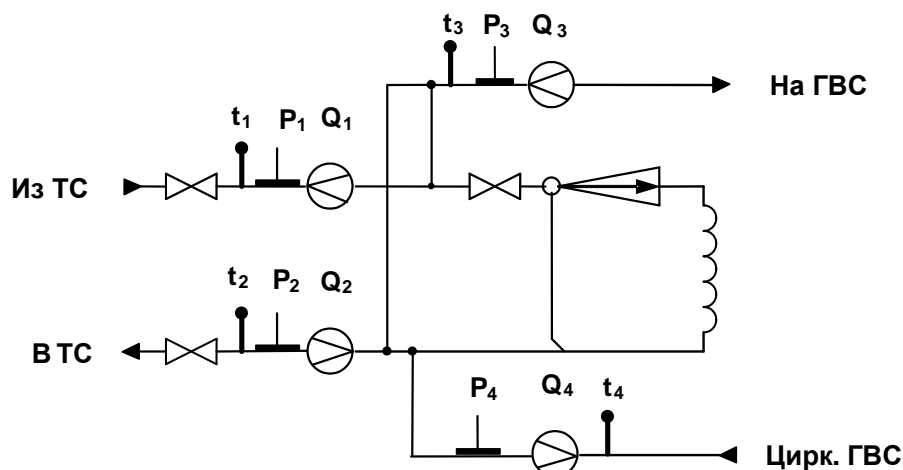 t3 P3 Q3
На ГВС
t1 P1 Q1
Из ТС
t2 P2 Q2
В ТС
P4 Q4 t4
Цирк. ГВС